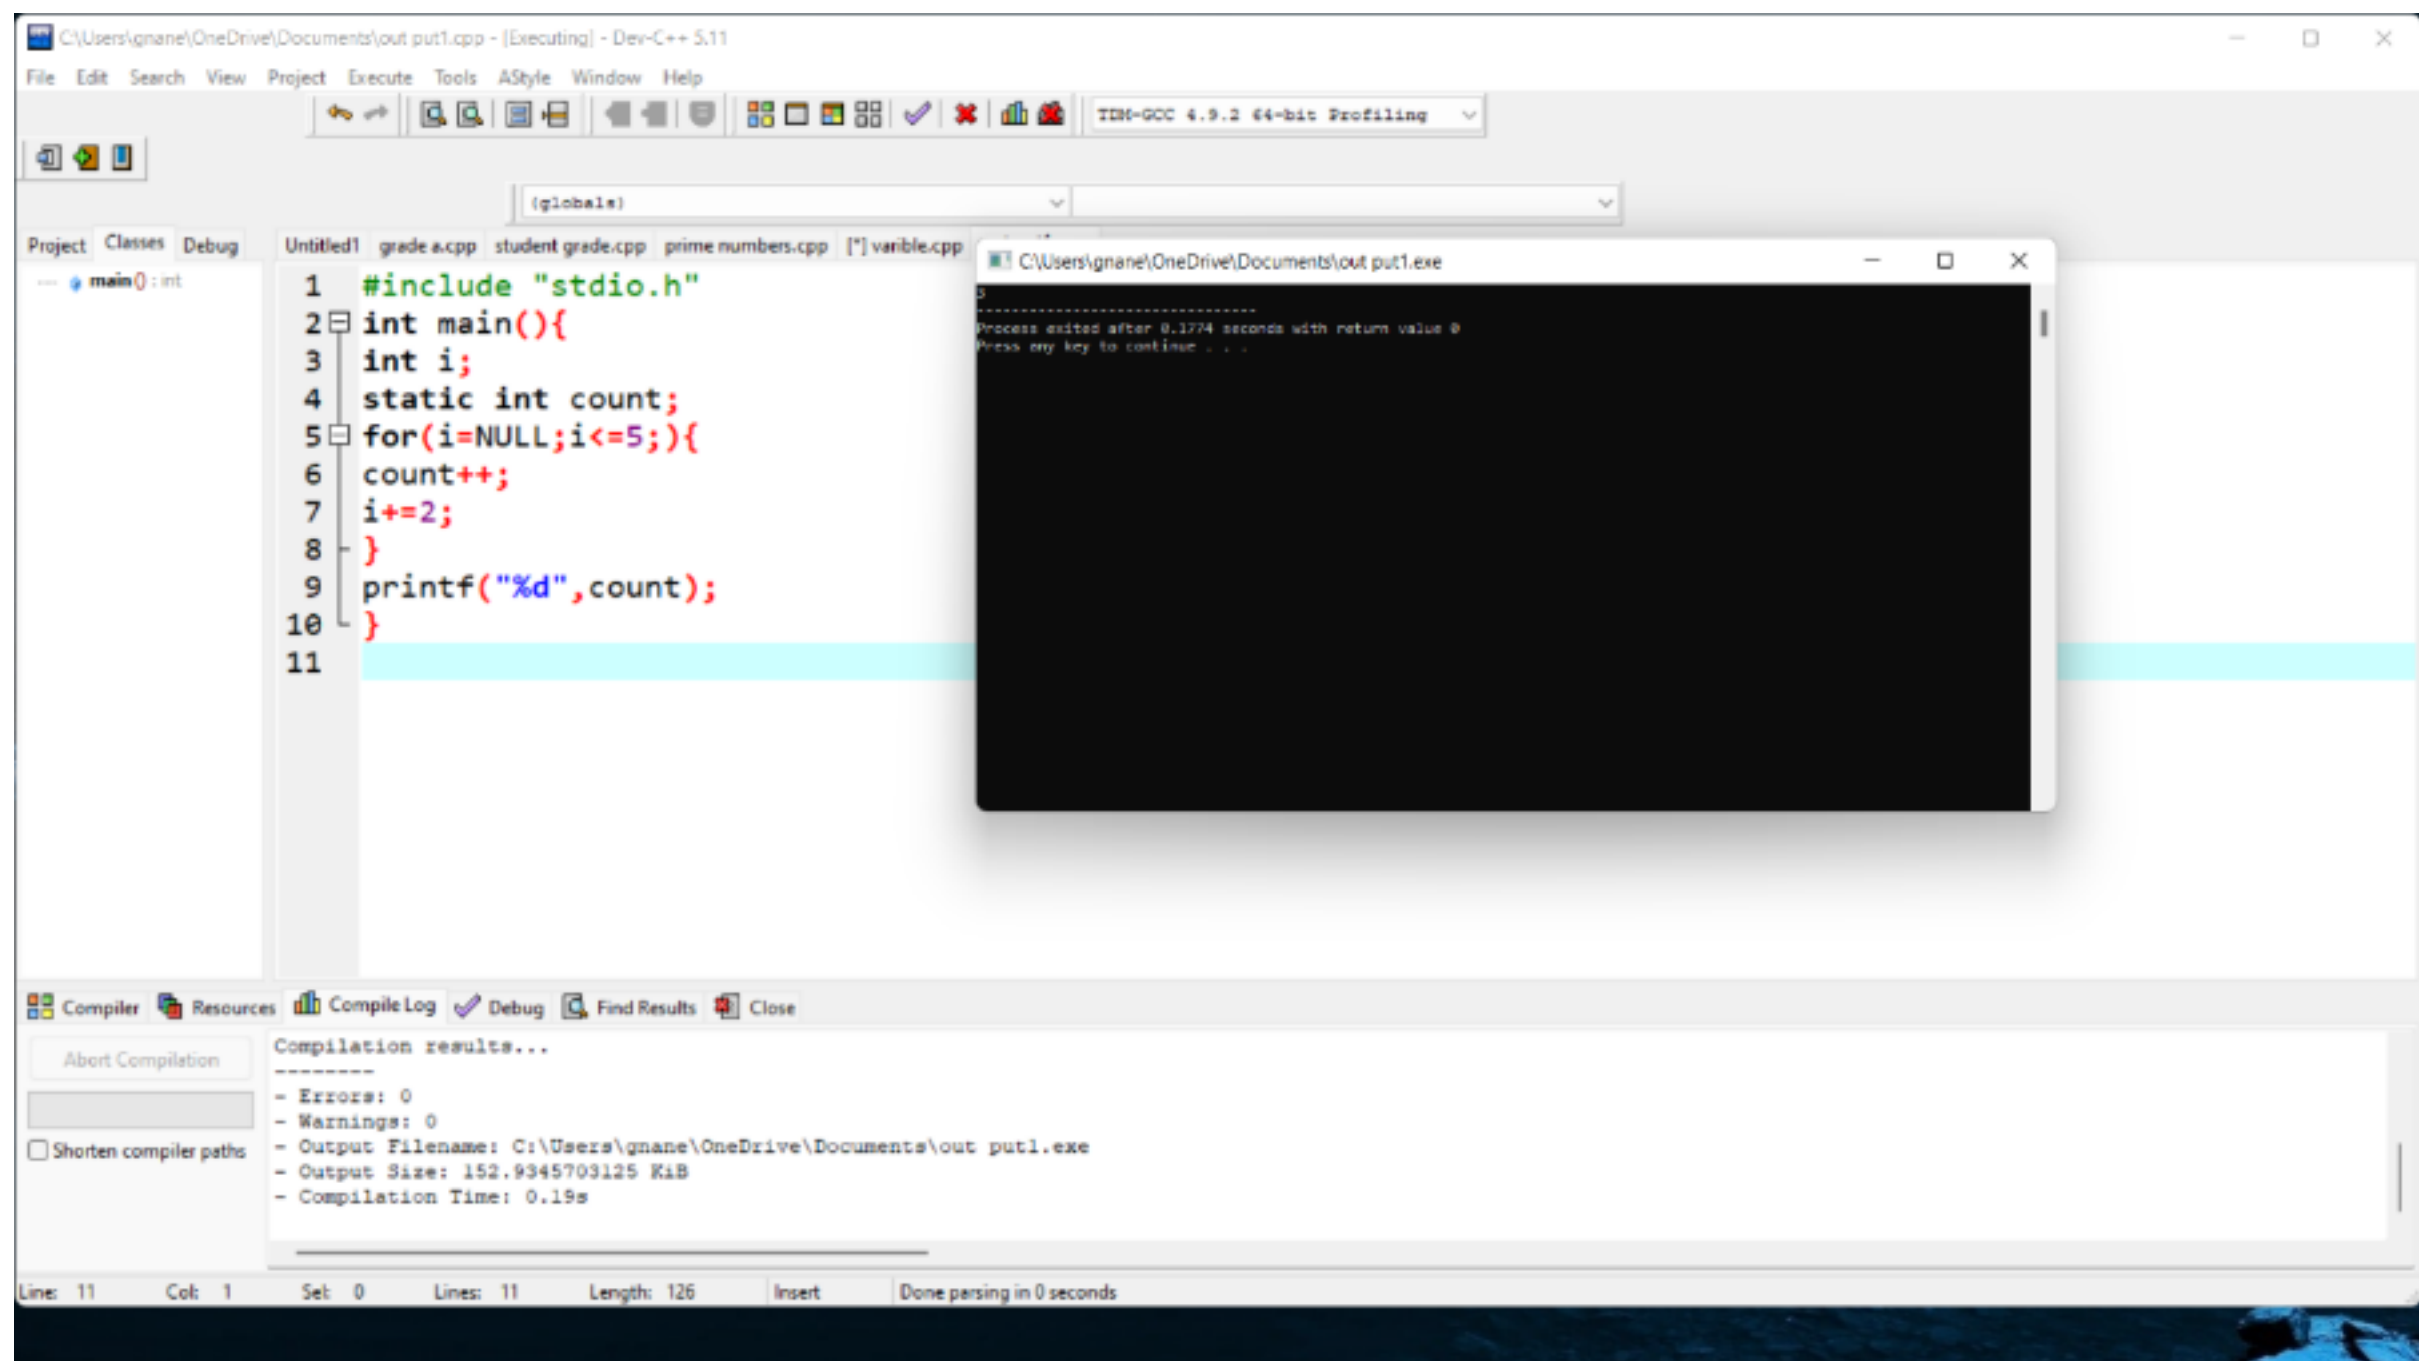 C:\Users\gnane\OneDrive\Documents\out put1.cpp - [Executing] - Dev-C++ 5.11
File Edit Search View Project Execute Tools AStyle Window Help
TDM-GCC 4.9.2 64-bit Profiling
(globals)
Project Classes Debug
Untitled1 grade a.cpp student grade.cpp prime numbers.cpp [*] varible.cpp
main() : int
1 #include "stdio.h"
2 int main(){
3 int i;
4 static int count;
5 for(i=NULL;i<=5;){
6 count++;
7 i+=2;
8 }
9 printf("%d",count);
10 }
11
C:\Users\gnane\OneDrive\Documents\out put1.exe
3
--------------------------------
Process exited after 0.1774 seconds with return value 0
Press any key to continue . . .
Compiler Resources Compile Log Debug Find Results Close
Abort Compilation
Shorten compiler paths
Compilation results...
--------
- Errors: 0
- Warnings: 0
- Output Filename: C:\Users\gnane\OneDrive\Documents\out put1.exe
- Output Size: 152.9345703125 KiB
- Compilation Time: 0.19s
Line: 11 Col: 1 Sel: 0 Lines: 11 Length: 126 Insert Done parsing in 0 seconds